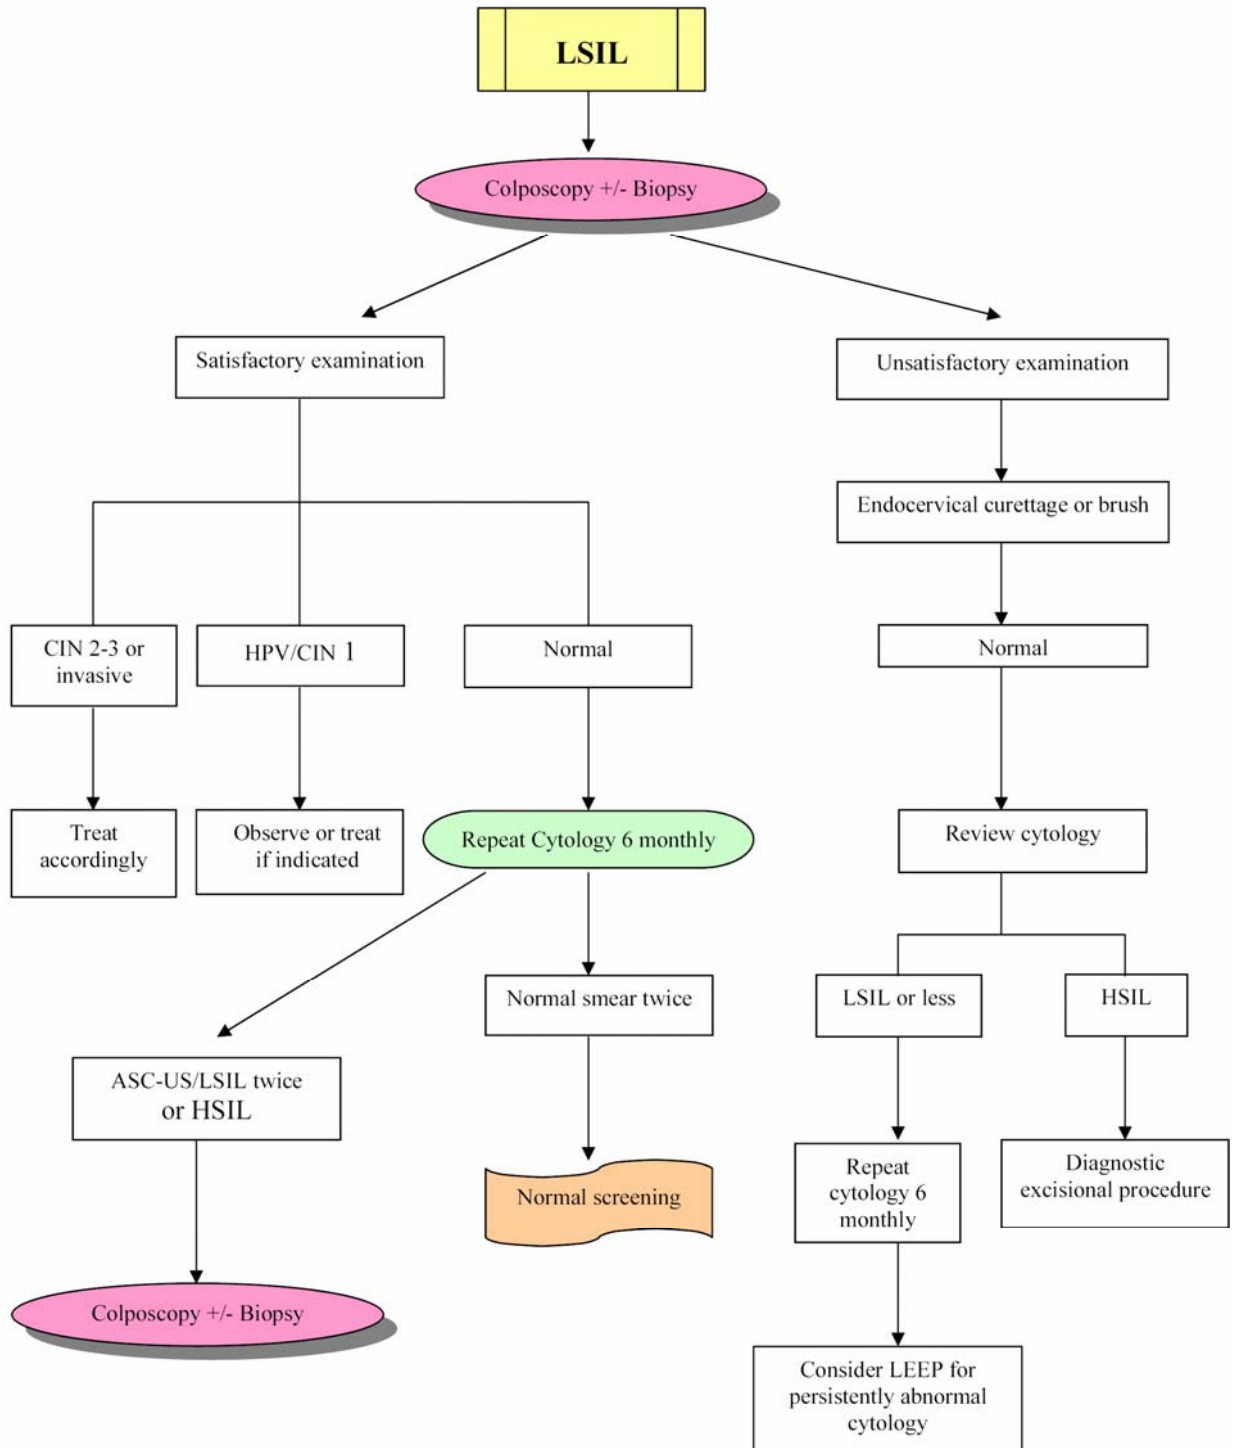 LSIL
Colposcopy +/- Biopsy
Satisfactory examination
Unsatisfactory examination
Endocervical curettage or brush
CIN 2-3 or
invasive
HPV/CIN 1
Normal
Normal
Treat
accordingly
Observe or treat
if indicated
Repeat Cytology 6 monthly
Review cytology
Normal smear twice
LSIL or less
HSIL
ASC-US/LSIL twice
or HSIL
Normal screening
Repeat
cytology 6
monthly
Diagnostic
excisional procedure
Colposcopy +/- Biopsy
Consider LEEP for
persistently abnormal
cytology